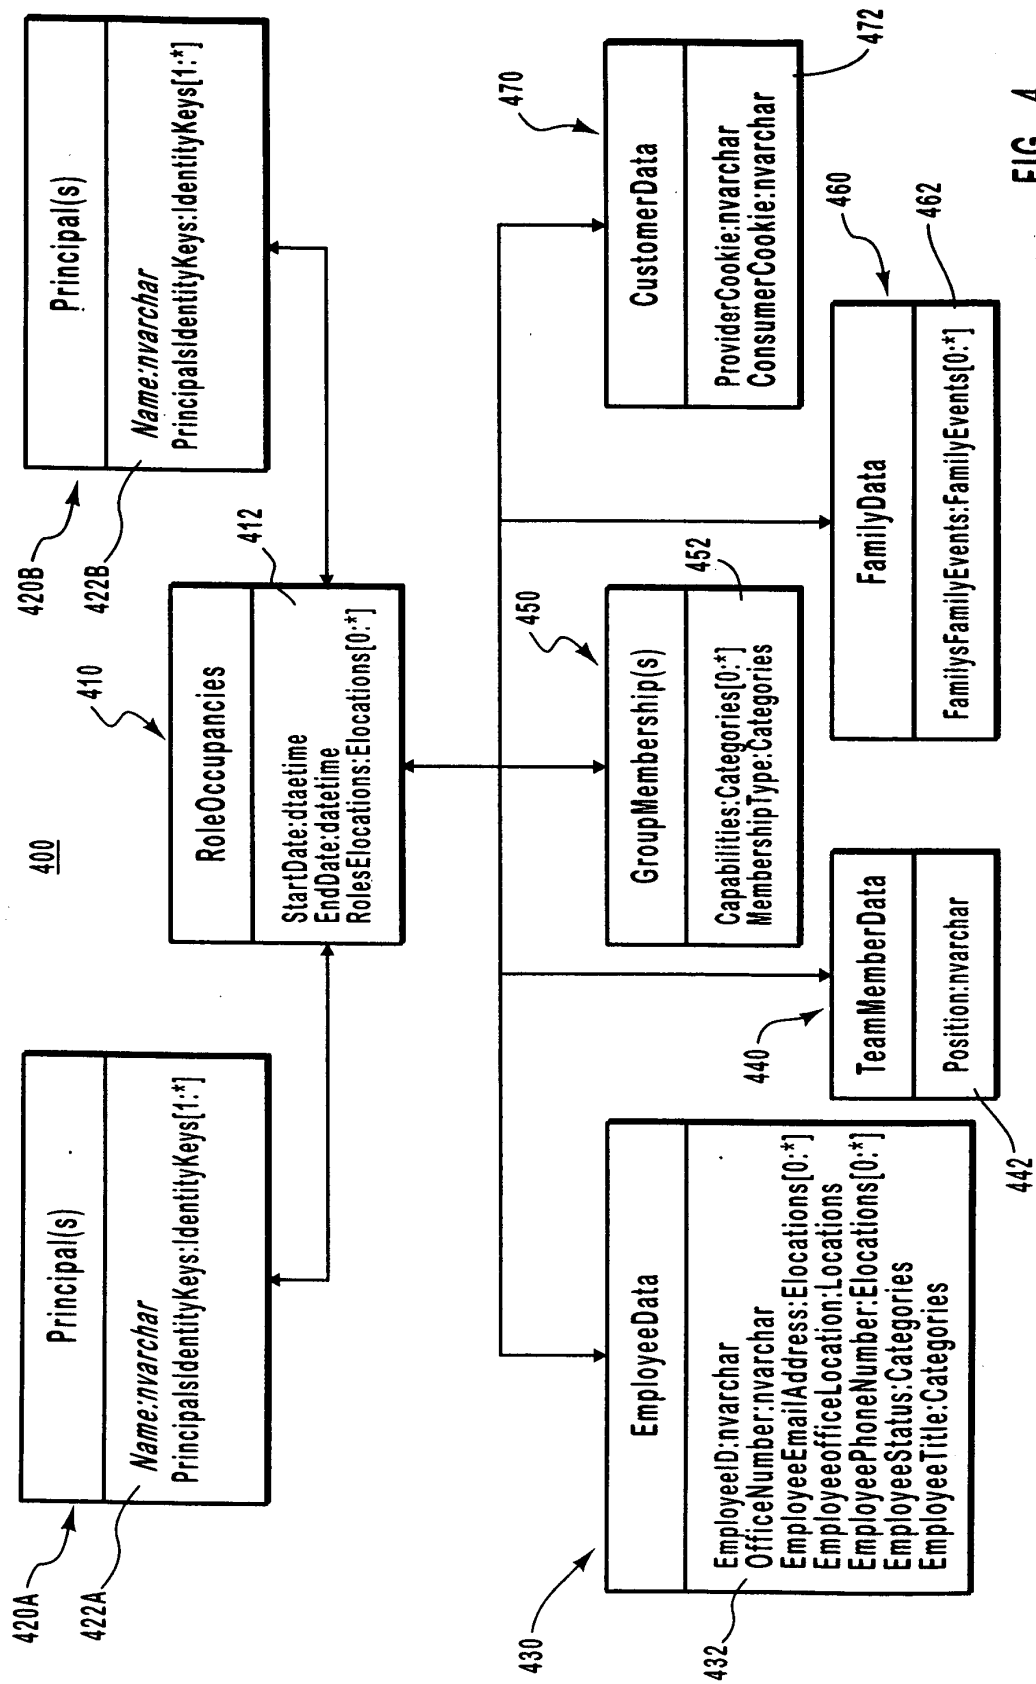 400
420A
Principal(s)
422A
Name:nvarchar
PrincipalsIdentityKeys:IdentityKeys[1:*]
410
RoleOccupancies
412
StartDate:dtaetime
EndDate:datetime
RolesElocations:Elocations[0:*]
420B
Principal(s)
422B
Name:nvarchar
PrincipalsIdentityKeys:IdentityKeys[1:*]
430
EmployeeData
432
EmployeeID:nvarchar
OfficeNumber:nvarchar
EmployeeEmailAddress:Elocations[0:*]
EmployeeofficeLocation:Locations
EmployeePhoneNumber:Elocations[0:*]
EmployeeStatus:Categories
EmployeeTitle:Categories
440
TeamMemberData
Position:nvarchar
442
450
GroupMembership(s)
452
Capabilities:Categories[0:*]
MembershipType:Categories
460
FamilyData
462
FamilysFamilyEvents:FamilyEvents[0:*]
470
CustomerData
472
ProviderCookie:nvarchar
ConsumerCookie:nvarchar
FIG. 4